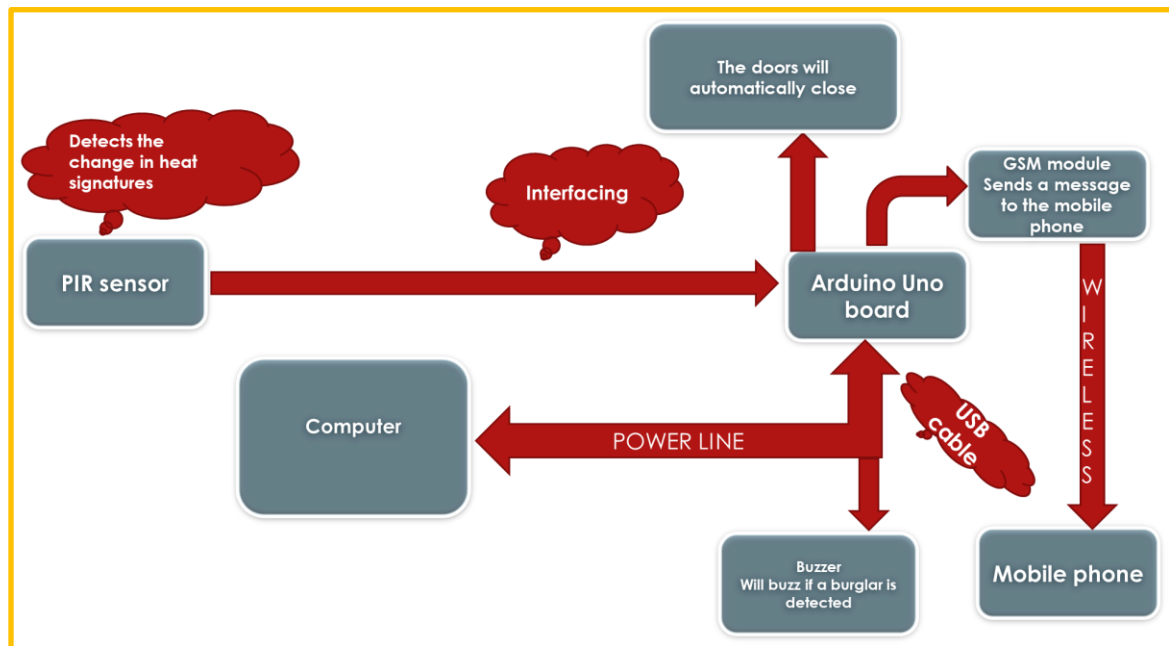 The doors will
automatically close
Detects the
change in heat
signatures
Interfacing
GSM module
Sends a message
to the mobile
phone
PIR sensor
Arduino Uno
board
WIRELESS
Computer
POWER LINE
USB
cable
Buzzer
Will buzz if a burglar is
detected
Mobile phone